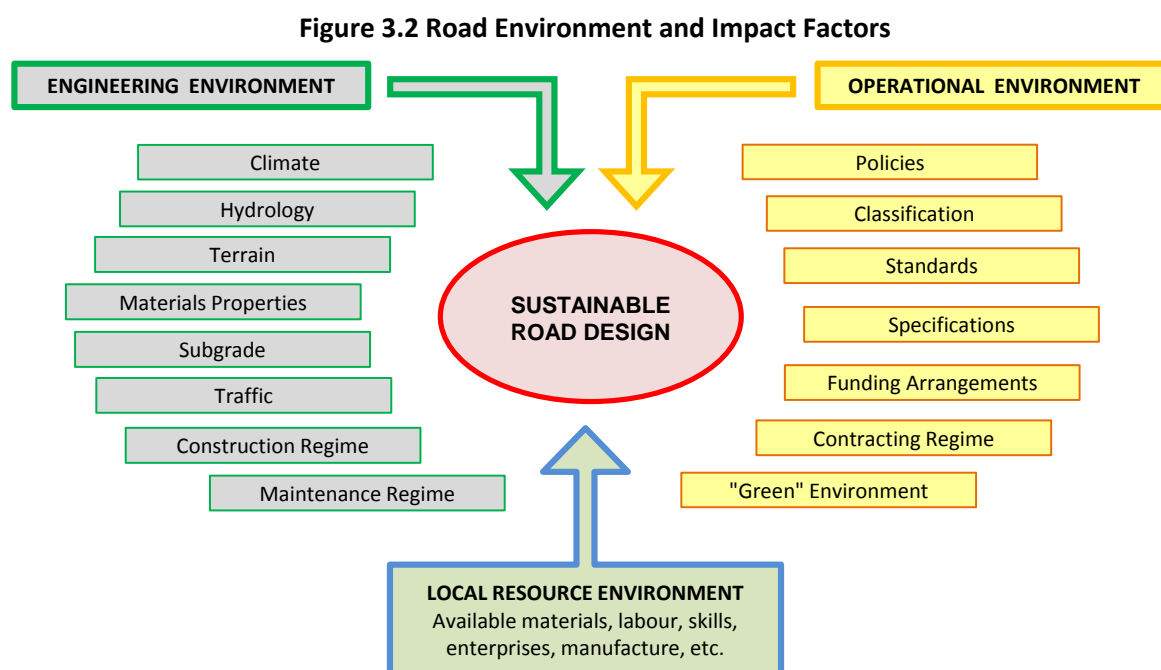 Figure 3.2 Road Environment and Impact Factors
ENGINEERING ENVIRONMENT
OPERATIONAL ENVIRONMENT
Climate
Hydrology
Terrain
Materials Properties
Subgrade
Traffic
Construction Regime
Maintenance Regime
SUSTAINABLE
ROAD DESIGN
Policies
Classification
Standards
Specifications
Funding Arrangements
Contracting Regime
"Green" Environment
LOCAL RESOURCE ENVIRONMENT
Available materials, labour, skills,
enterprises, manufacture, etc.